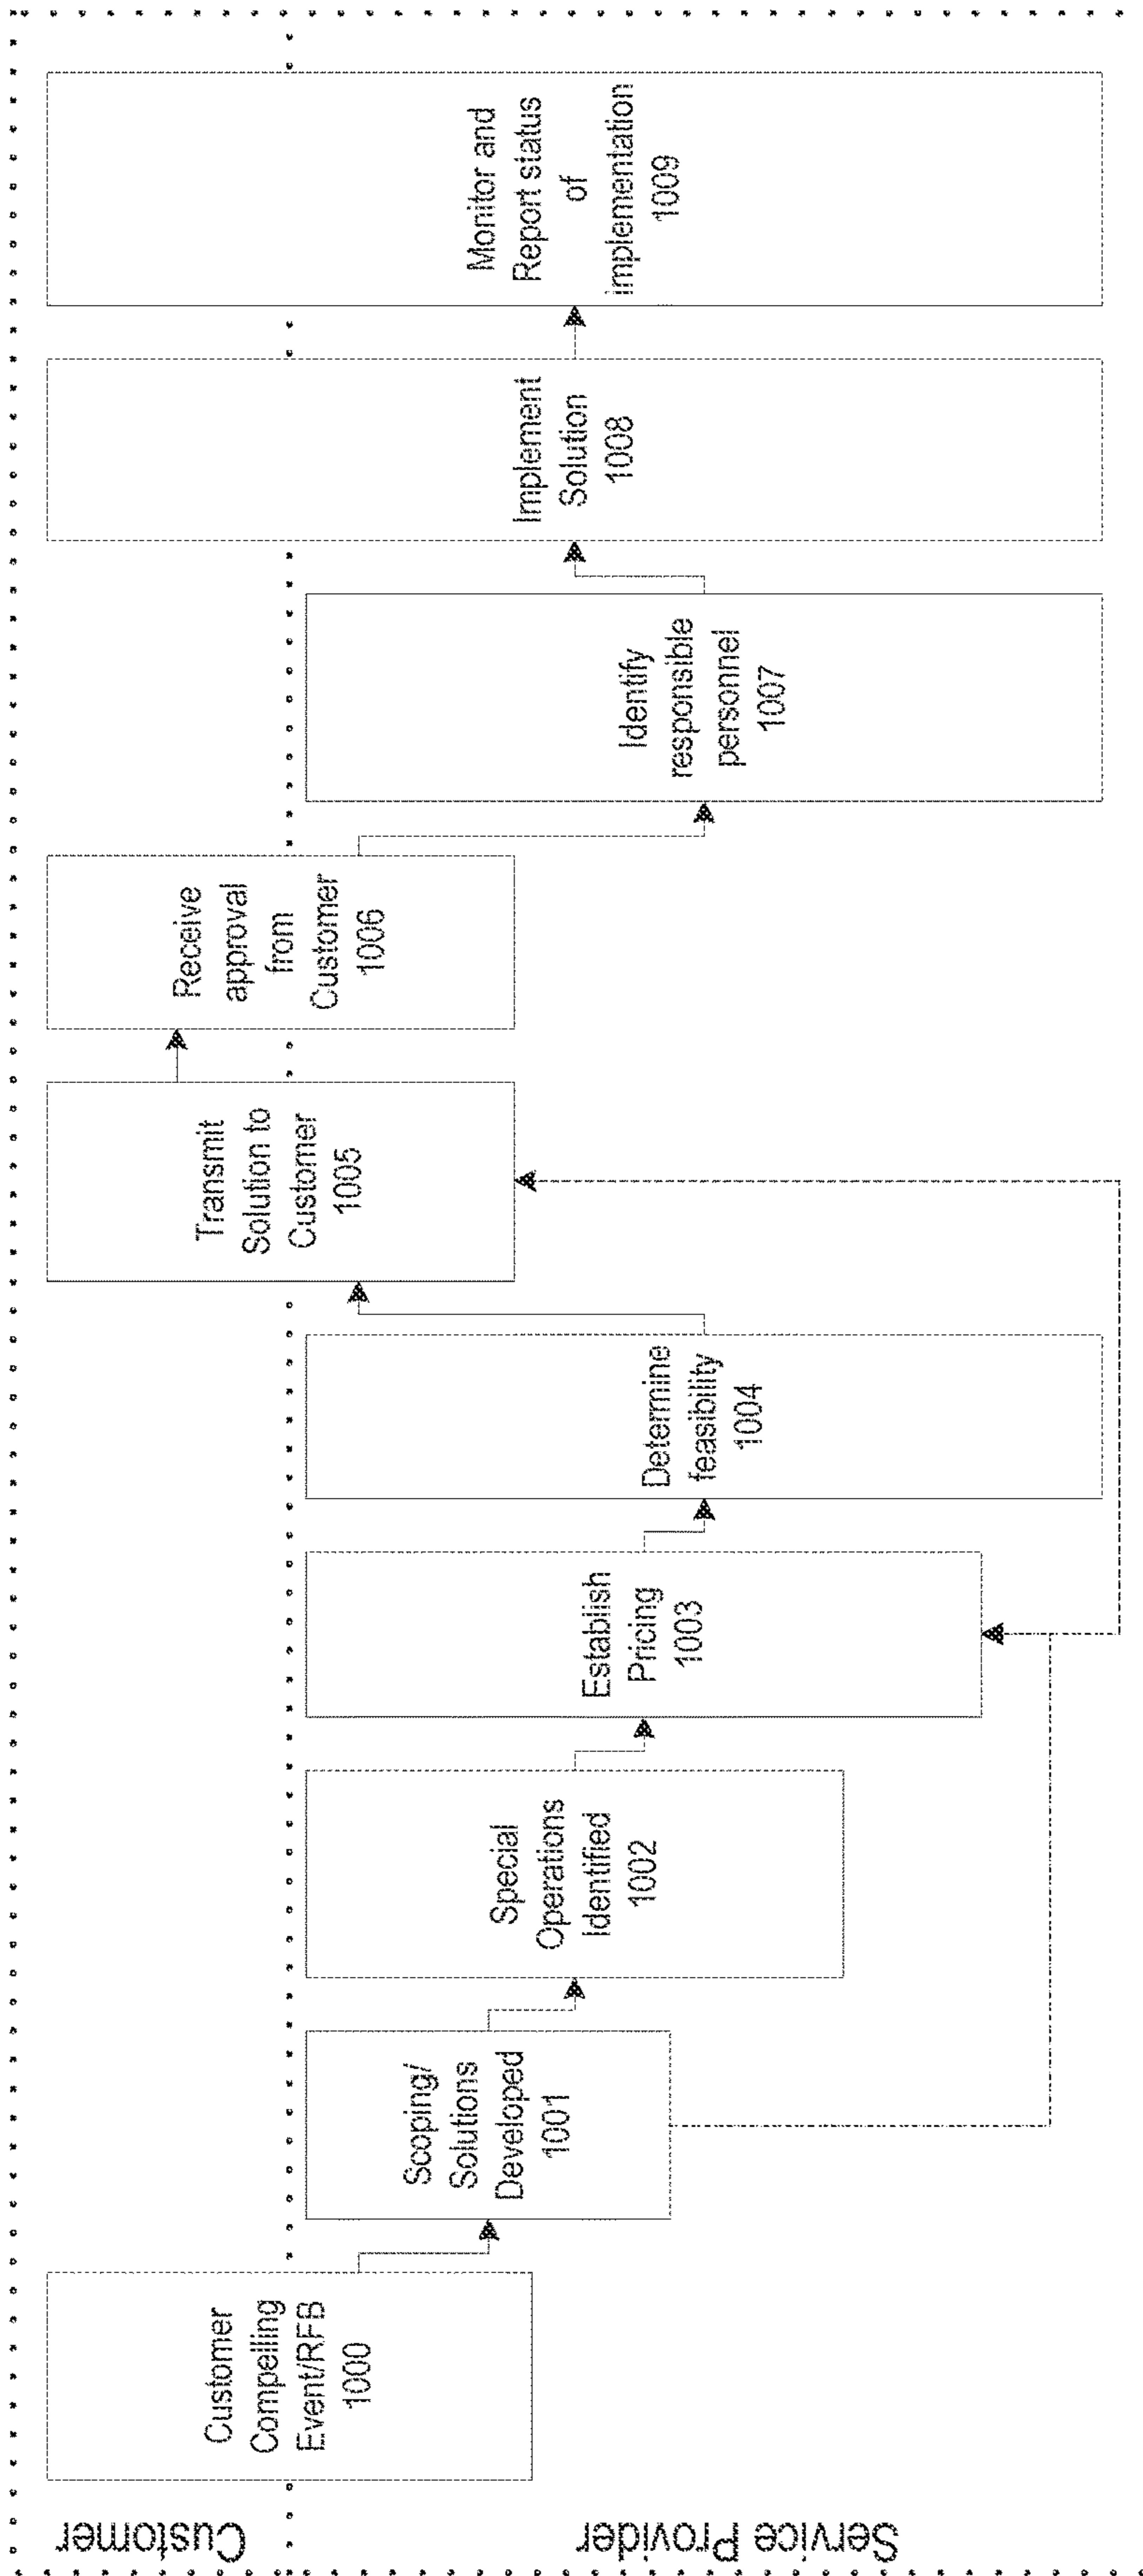 Customer
Service Provider
Customer
Compelling
Event/RFB
1000
Scoping/
Solutions
Developed
1001
Special
Operations
Identified
1002
Establish
Pricing
1003
Determine
feasibility
1004
Transmit
Solution to
Customer
1005
Receive
approval
from
Customer
1006
Identify
responsible
personnel
1007
Implement
Solution
1008
Monitor and
Report status
of
implementation
1009